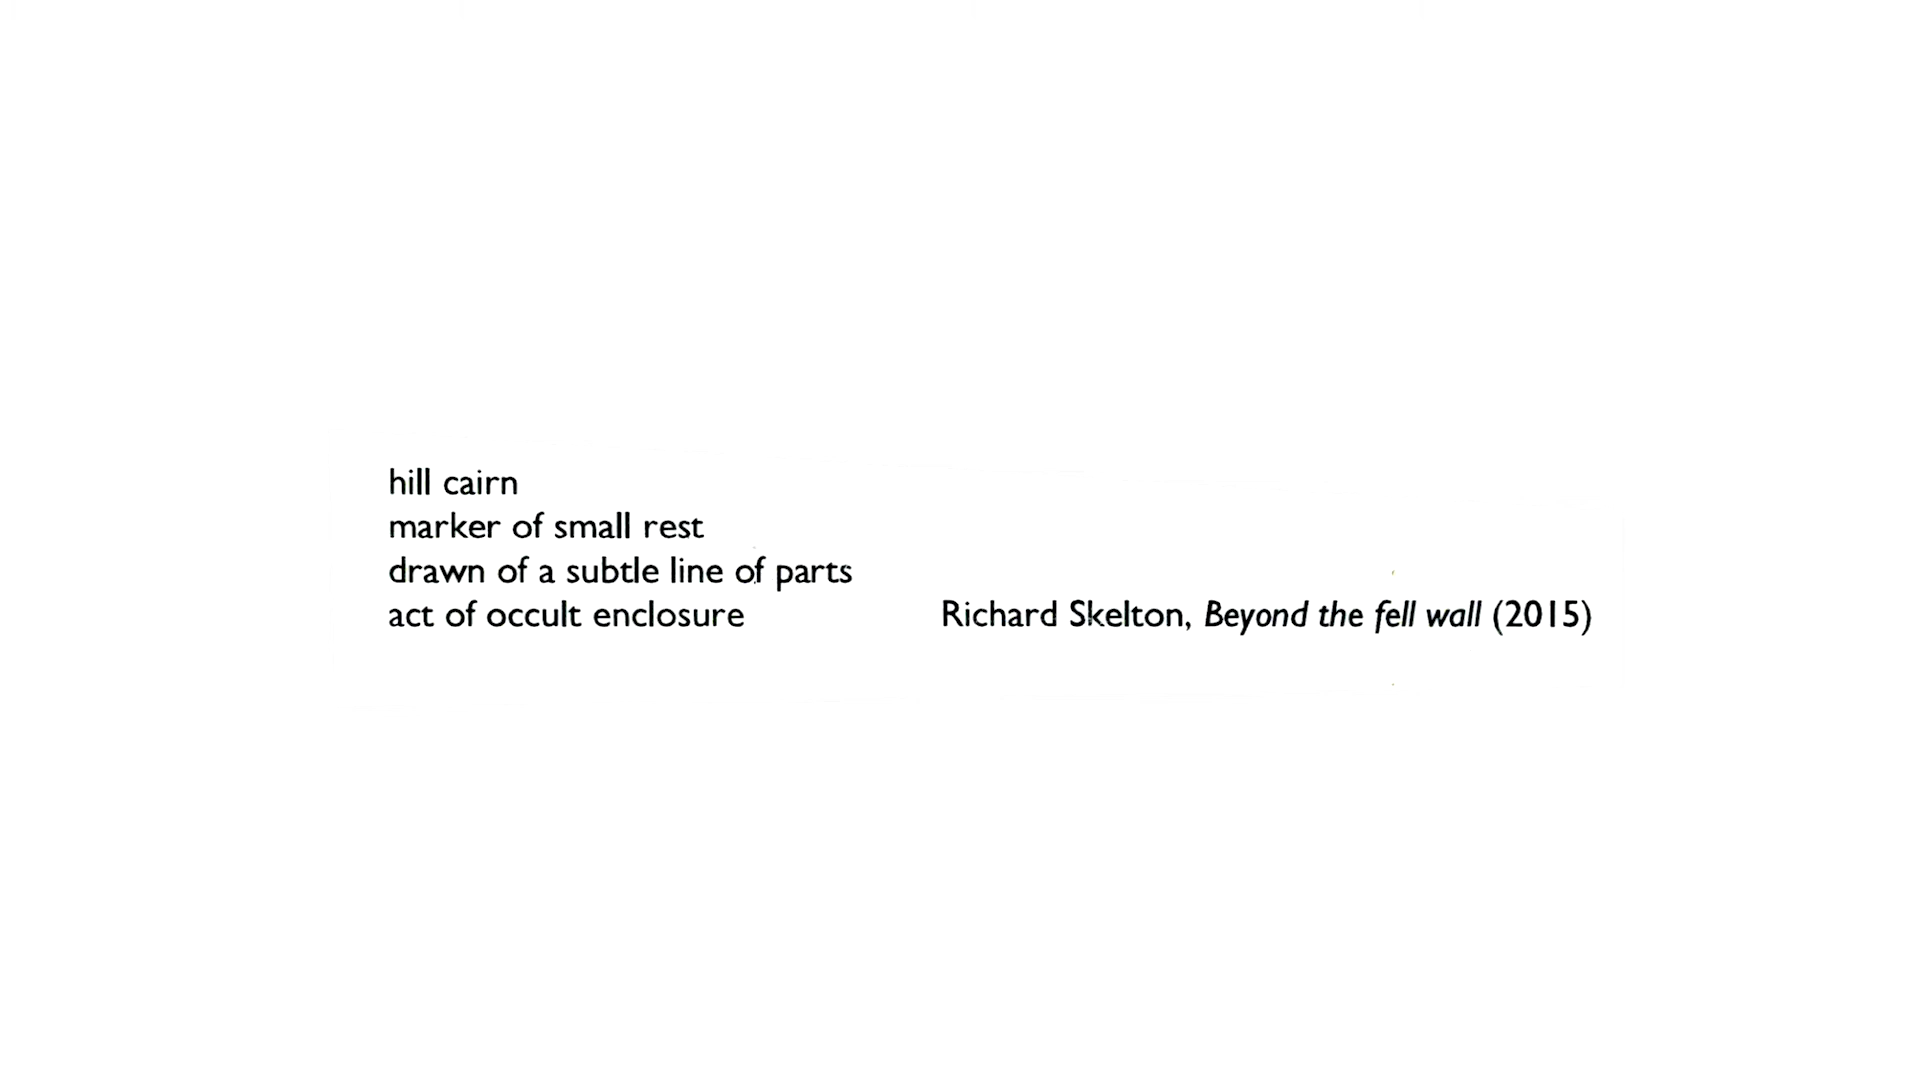 hill cairn
marker of small rest
drawn of a subtle line of parts
act of occult enclosure
Richard Skelton, Beyond the fell wall (2015)